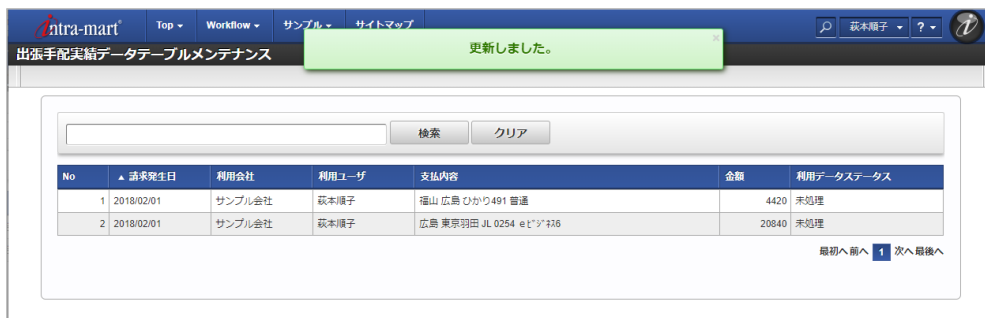 intra-mart Top Workflow サンプル サイトマップ 萩本順子 ?
更新しました。
×
出張手配実績データテーブルメンテナンス
検索 クリア
No ▲ 請求発生日 利用会社 利用ユーザ 支払内容 金額 利用データステータス
1 2018/02/01 サンプル会社 萩本順子 福山 広島 ひかり491 普通 4420 未処理
2 2018/02/01 サンプル会社 萩本順子 広島 東京羽田 JL 0254 eﾋﾞｼﾞﾈｽ6 20840 未処理
最初へ 前へ 1 次へ 最後へ